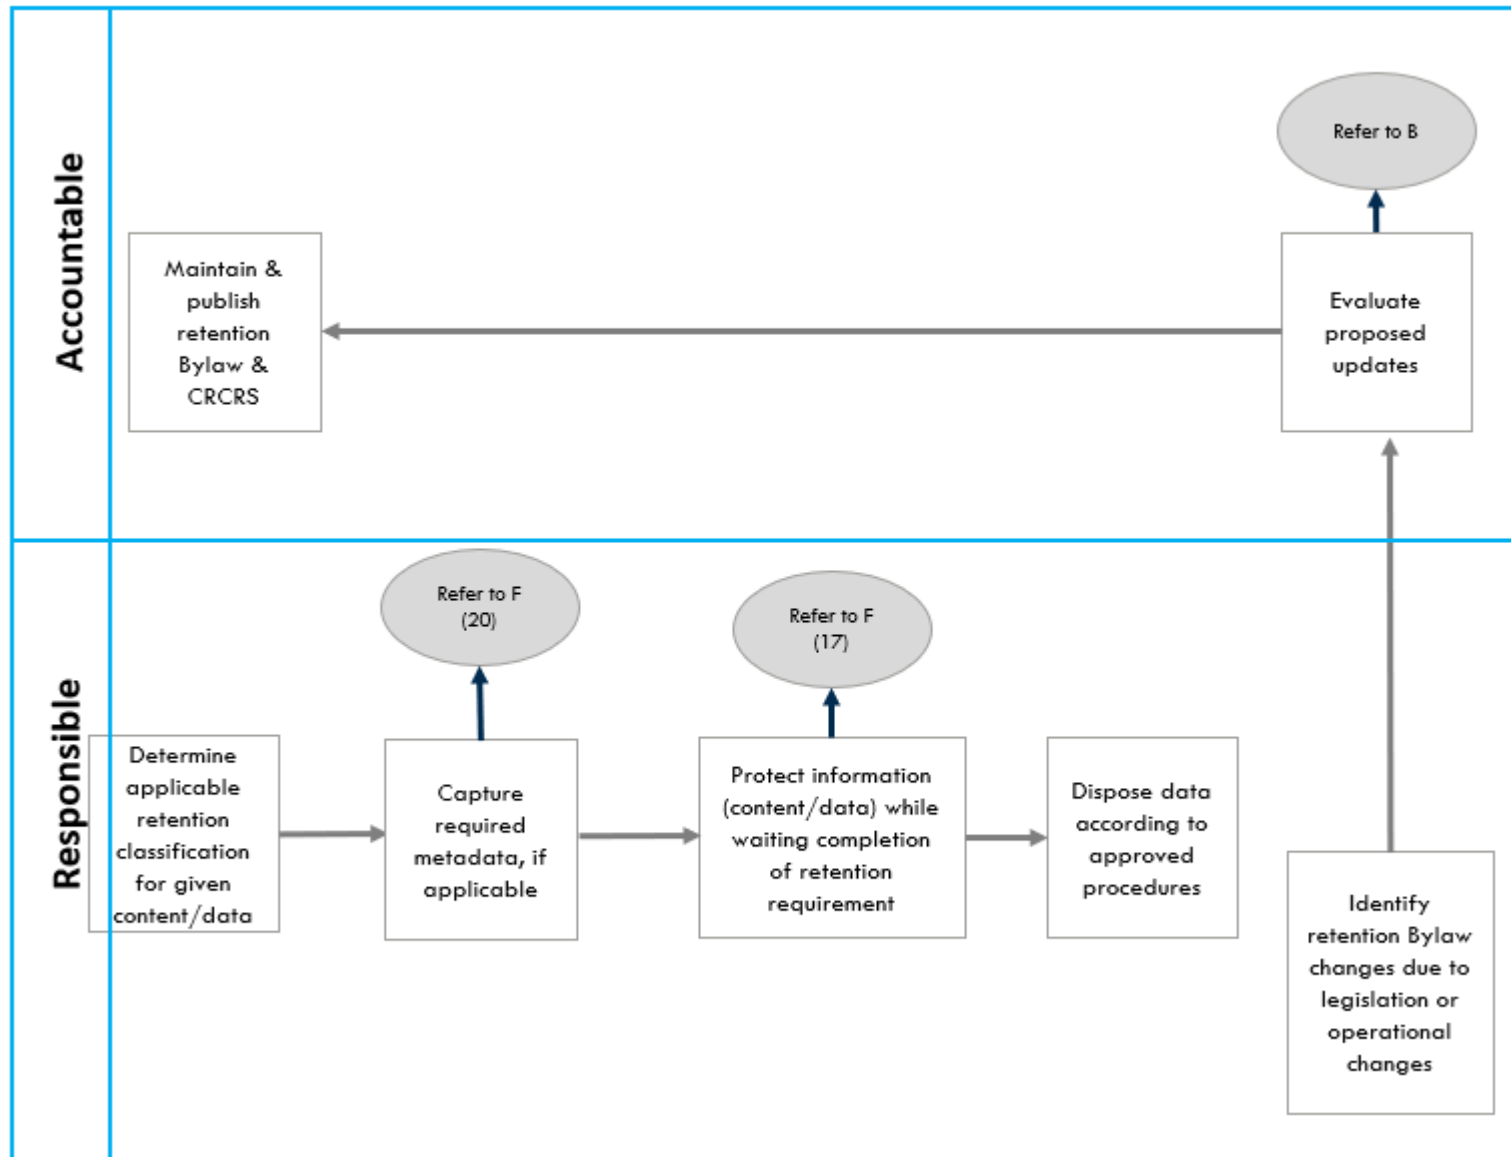 Accountable
Refer to B
Maintain &
publish
retention
Bylaw &
CRCRS
Evaluate
proposed
updates
Responsible
Refer to F
(20)
Refer to F
(17)
Determine
applicable
retention
classification
for given
content/data
Capture
required
metadata, if
applicable
Protect information
(content/data) while
waiting completion
of retention
requirement
Dispose data
according to
approved
procedures
Identify
retention Bylaw
changes due to
legislation or
operational
changes